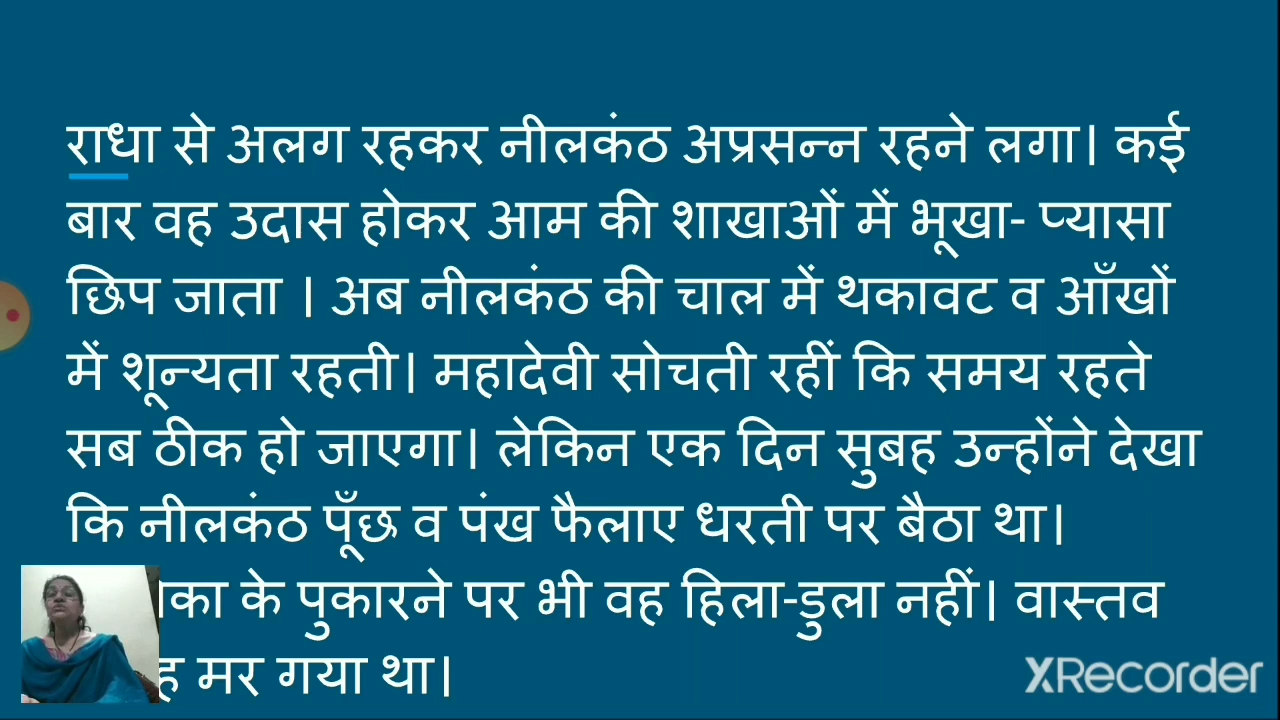 राधा से अलग रहकर नीलकंठ अप्रसन्न रहने लगा। कई
बार वह उदास होकर आम की शाखाओं में भूखा- प्यासा
छिप जाता । अब नीलकंठ की चाल में थकावट व आँखों
में शून्यता रहती। महादेवी सोचती रहीं कि समय रहते
सब ठीक हो जाएगा। लेकिन एक दिन सुबह उन्होंने देखा
कि नीलकंठ पूँछ व पंख फैलाए धरती पर बैठा था।
के पुकारने पर भी वह हिला-डुला नहीं। वास्तव
मर गया था।
XRecorder